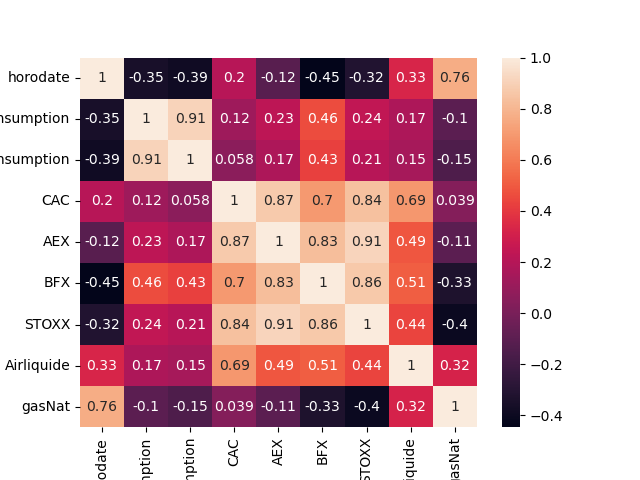 horodate 1 -0.35 -0.39 0.2 -0.12 -0.45 -0.32 0.33 0.76
nsumption -0.35 1 0.91 0.12 0.23 0.46 0.24 0.17 -0.1
nsumption -0.39 0.91 1 0.058 0.17 0.43 0.21 0.15 -0.15
CAC 0.2 0.12 0.058 1 0.87 0.7 0.84 0.69 0.039
AEX -0.12 0.23 0.17 0.87 1 0.83 0.91 0.49 -0.11
BFX -0.45 0.46 0.43 0.7 0.83 1 0.86 0.51 -0.33
STOXX -0.32 0.24 0.21 0.84 0.91 0.86 1 0.44 -0.4
Airliquide 0.33 0.17 0.15 0.69 0.49 0.51 0.44 1 0.32
gasNat 0.76 -0.1 -0.15 0.039 -0.11 -0.33 -0.4 0.32 1
odate
mption
mption
CAC
AEX
BFX
STOXX
iquide
asNat
1.0
0.8
0.6
0.4
0.2
0.0
−0.2
−0.4